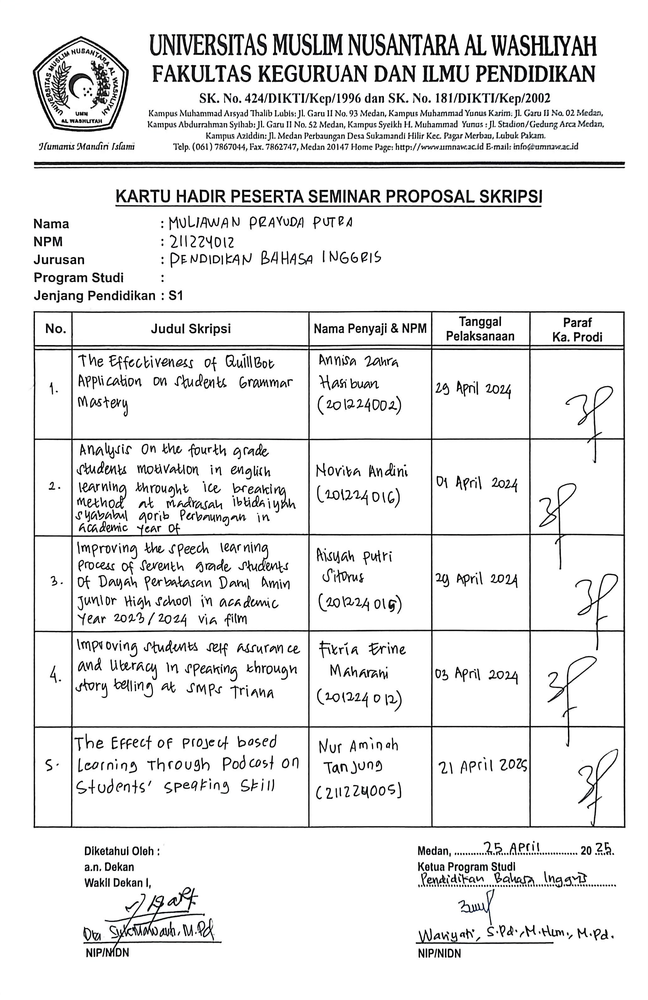 UNIVERSITAS MUSLIM NUSANTARA AL WASHLIYAH
UMN
AL WASHLIYAH
Humanis Mandiri Islami
UNIVERSITAS MUSLIM NUSANTARA AL WASHLIYAH
FAKULTAS KEGURUAN DAN ILMU PENDIDIKAN
SK. No. 424/DIKTI/Kep/1996 dan SK. No. 181/DIKTI/Kep/2002
Kampus Muhammad Arsyad Thalib Lubis: Jl. Garu II No. 93 Medan, Kampus Muhammad Yunus Karim: Jl. Garu II No. 02 Medan,
Kampus Abdurrahman Syihab: Jl. Garu II No. 52 Medan, Kampus Syeikh H. Muhammad Yunus : Jl. Stadion/Gedung Arca Medan,
Kampus Aziddin: Jl. Medan Perbaungan Desa Sukamandi Hilir Kec. Pagar Merbau, Lubuk Pakam.
Telp. (061) 7867044, Fax. 7862747, Medan 20147 Home Page: http://www.umnaw.ac.id E-mail: info@umnaw.ac.id
KARTU HADIR PESERTA SEMINAR PROPOSAL SKRIPSI
Nama : MULIAWAN PRAYUDA PUTRA
NPM : 211224012
Jurusan : PENDIDIKAN BAHASA INGGRIS
Program Studi :
Jenjang Pendidikan : S1
No. Judul Skripsi Nama Penyaji & NPM Tanggal Pelaksanaan Paraf Ka. Prodi
1.
The Effectiveness of QuillBot
Application on students Grammar
Mastery
Annisa Zahra
Hasibuan
(201224002)
29 April 2024
2.
Analysis on the fourth grade
students motivation in english
learning throught ice breaking
method at madrasah ibtidaiyah
syababul qorib Perbaungan in
academic year of
Novita Andini
(201224016)
01 April 2024
3.
Improving the speech learning
process of seventh grade students
of Dayah Perbatasan Darul Amin
Junior High school in academic
Year 2023/2024 via film
Aisyah putri
Sitorus
(201224015)
29 April 2024
4.
Improving students self assurance
and literacy in speaking through
story telling at SMPS Triana
Fikria Erine
Maharani
(201224012)
03 April 2024
5.
The Effect of project based
Learning Through Podcast on
Students' speaking Skill
Nur Aminah
Tanjung
(211224005)
21 April 2025
Diketahui Oleh :
a.n. Dekan
Wakil Dekan I,
Dra Sukmawarti, M.Pd
NIP/NIDN
Medan, 25 April 2025.
Ketua Program Studi
Pendidikan Bahasa Inggris
Wariyati, S.Pd., M.Hum., M.Pd.
NIP/NIDN